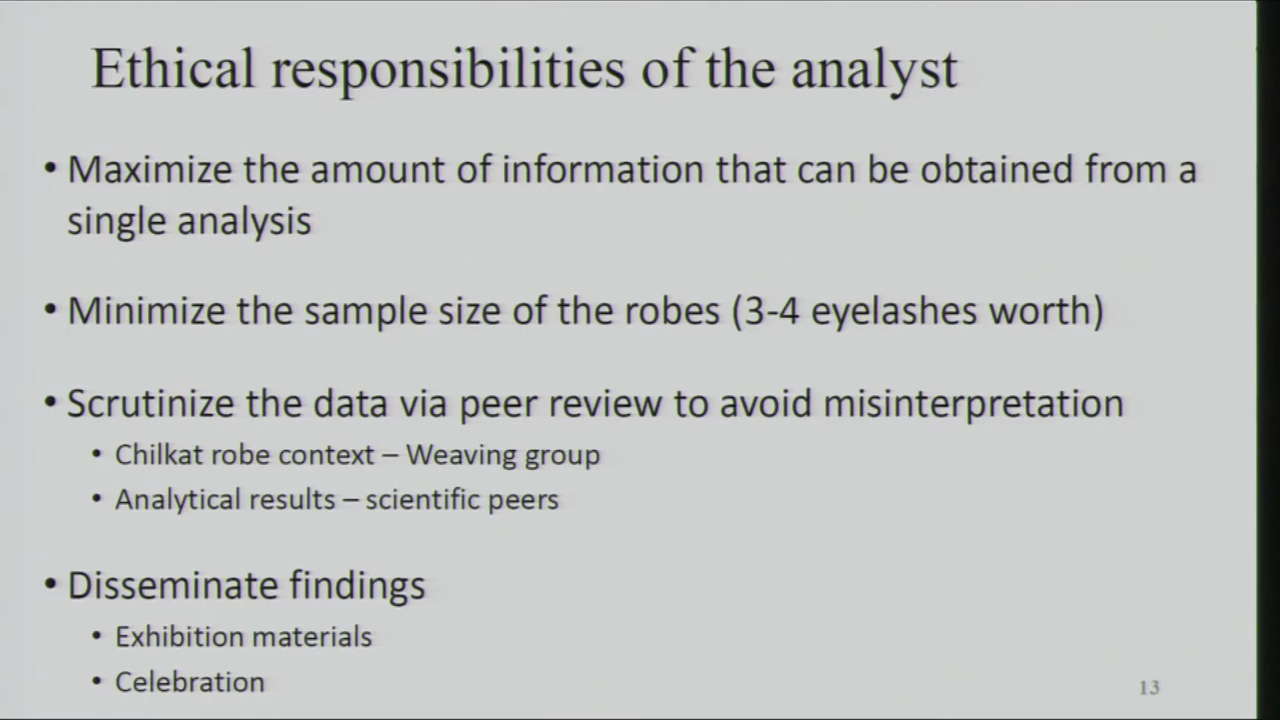 Ethical responsibilities of the analyst
• Maximize the amount of information that can be obtained from a
single analysis
• Minimize the sample size of the robes (3-4 eyelashes worth)
• Scrutinize the data via peer review to avoid misinterpretation
• Chilkat robe context – Weaving group
• Analytical results – scientific peers
• Disseminate findings
• Exhibition materials
• Celebration
13